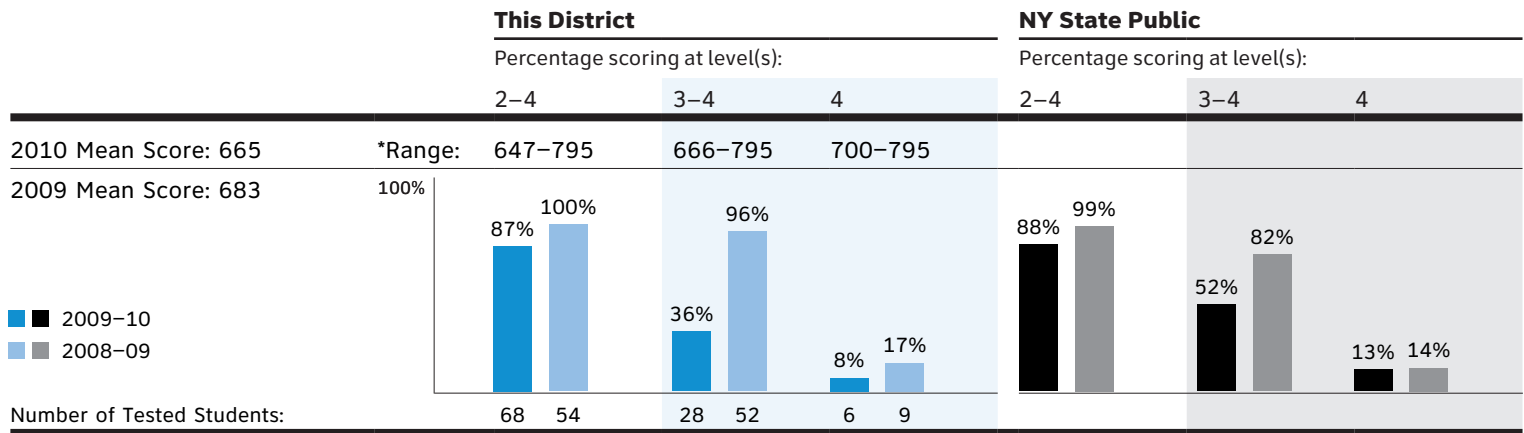 This District NY State Public
Percentage scoring at level(s): Percentage scoring at level(s):
2–4 3–4 4 2–4 3–4 4
2010 Mean Score: 665 *Range: 647–795 666–795 700–795
2009 Mean Score: 683 100%
87% 100% 36% 96% 8% 17% 88% 99% 52% 82% 13% 14%
2009–10
2008–09
Number of Tested Students: 68 54 28 52 6 9